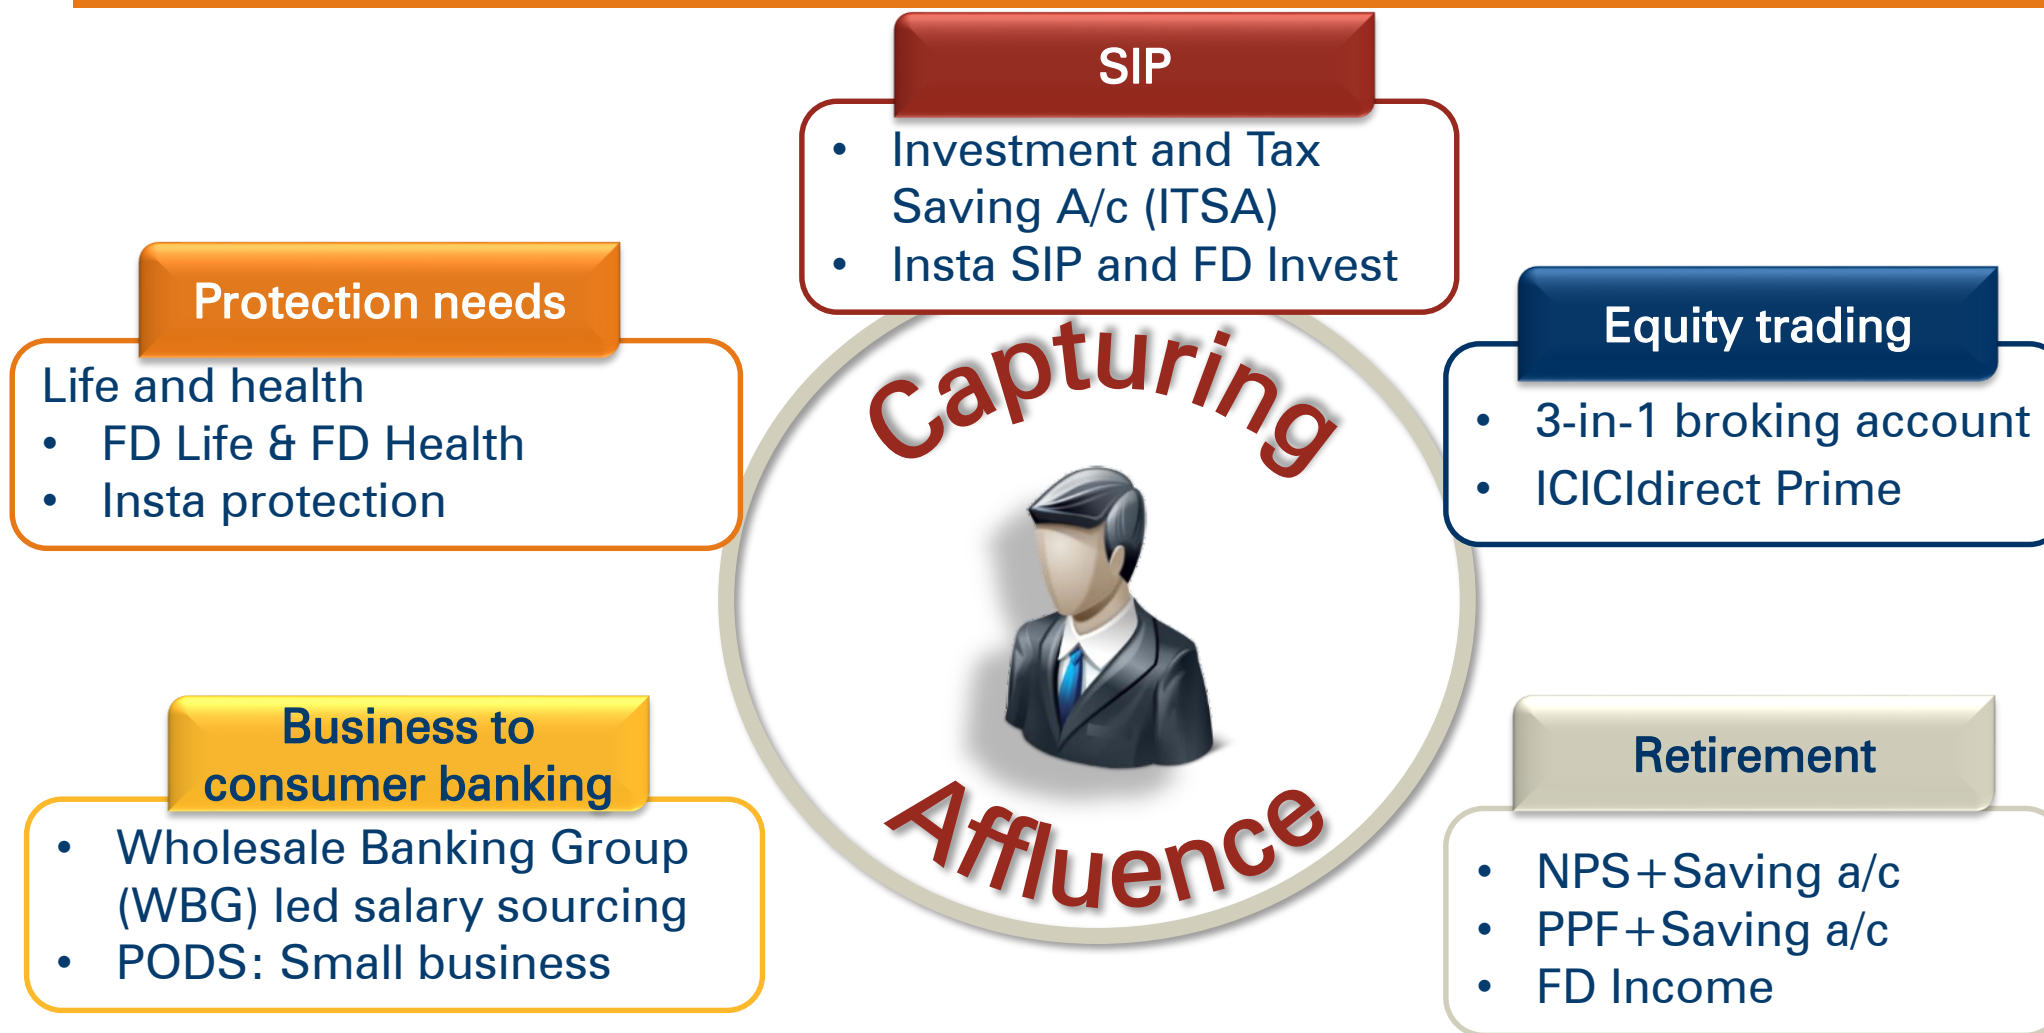 SIP
• Investment and Tax
Saving A/c (ITSA)
• Insta SIP and FD Invest
Protection needs
Life and health
• FD Life & FD Health
• Insta protection
Equity trading
• 3-in-1 broking account
• ICICIdirect Prime
Capturing
Affluence
Business to
consumer banking
• Wholesale Banking Group
(WBG) led salary sourcing
• PODS: Small business
Retirement
• NPS+Saving a/c
• PPF+Saving a/c
• FD Income